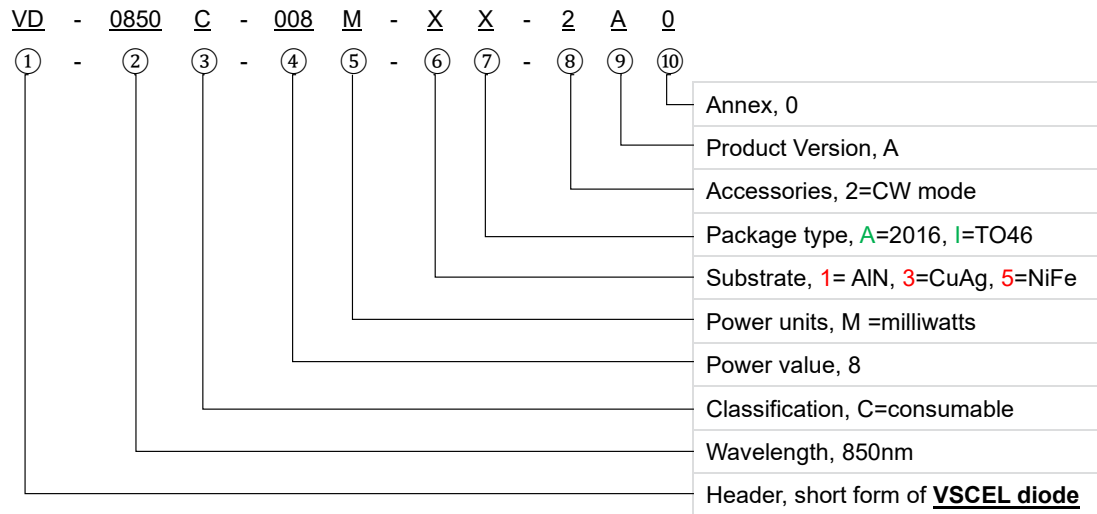 VD - 0850 C - 008 M - X X - 2 A 0
① - ② ③ - ④ ⑤ - ⑥ ⑦ - ⑧ ⑨ ⑩
Annex, 0
Product Version, A
Accessories, 2=CW mode
Package type, A=2016, I=TO46
Substrate, 1= AlN, 3=CuAg, 5=NiFe
Power units, M =milliwatts
Power value, 8
Classification, C=consumable
Wavelength, 850nm
Header, short form of VSCEL diode